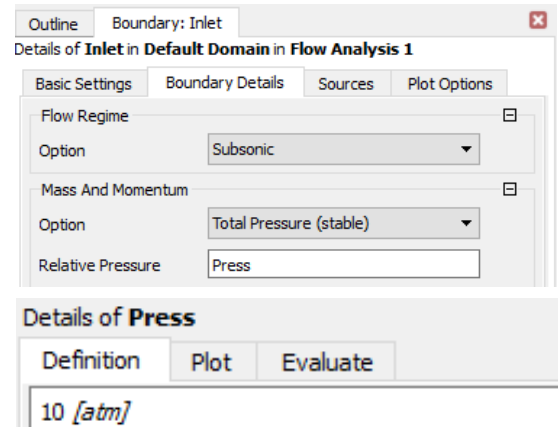 Outline Boundary: Inlet
Details of Inlet in Default Domain in Flow Analysis 1
Basic Settings Boundary Details Sources Plot Options
Flow Regime
Option Subsonic
Mass And Momentum
Option Total Pressure (stable)
Relative Pressure Press
Details of Press
Definition Plot Evaluate
10 [atm]